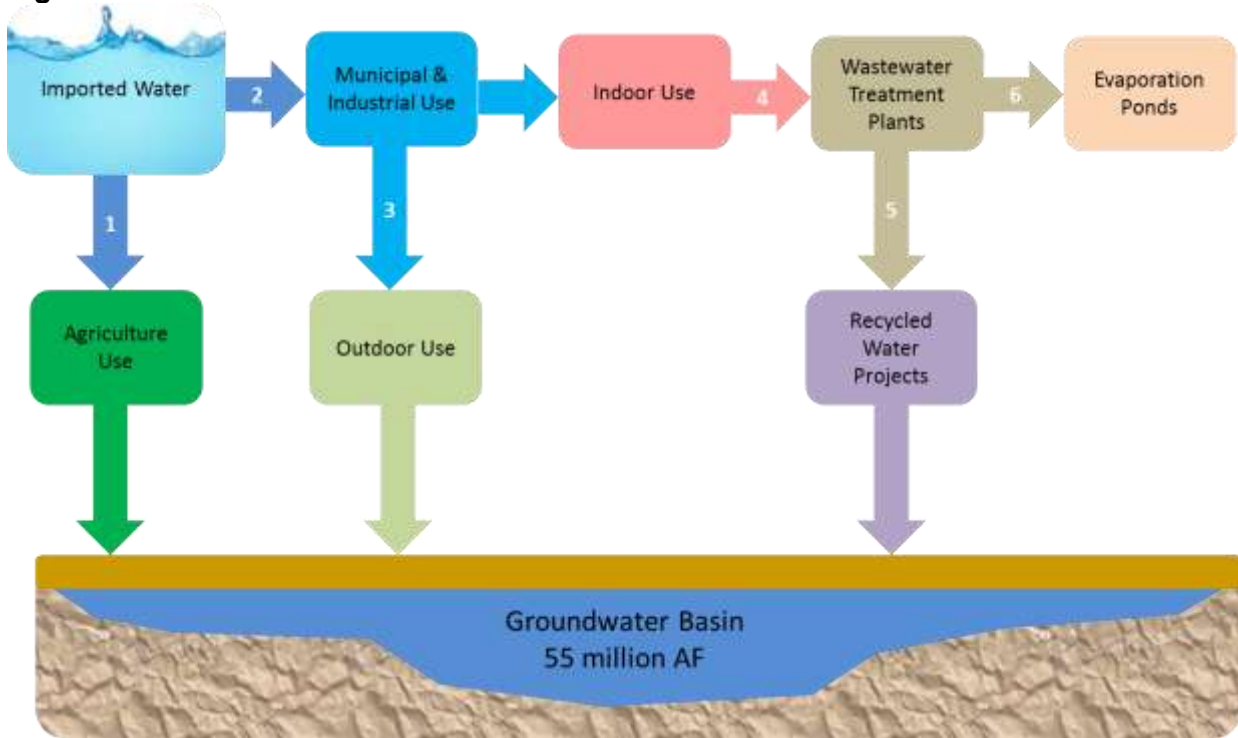 Imported Water
2
Municipal &
Industrial Use
Indoor Use
4
Wastewater
Treatment
Plants
6
Evaporation
Ponds
1
3
5
Agriculture
Use
Outdoor Use
Recycled
Water
Projects
Groundwater Basin
55 million AF